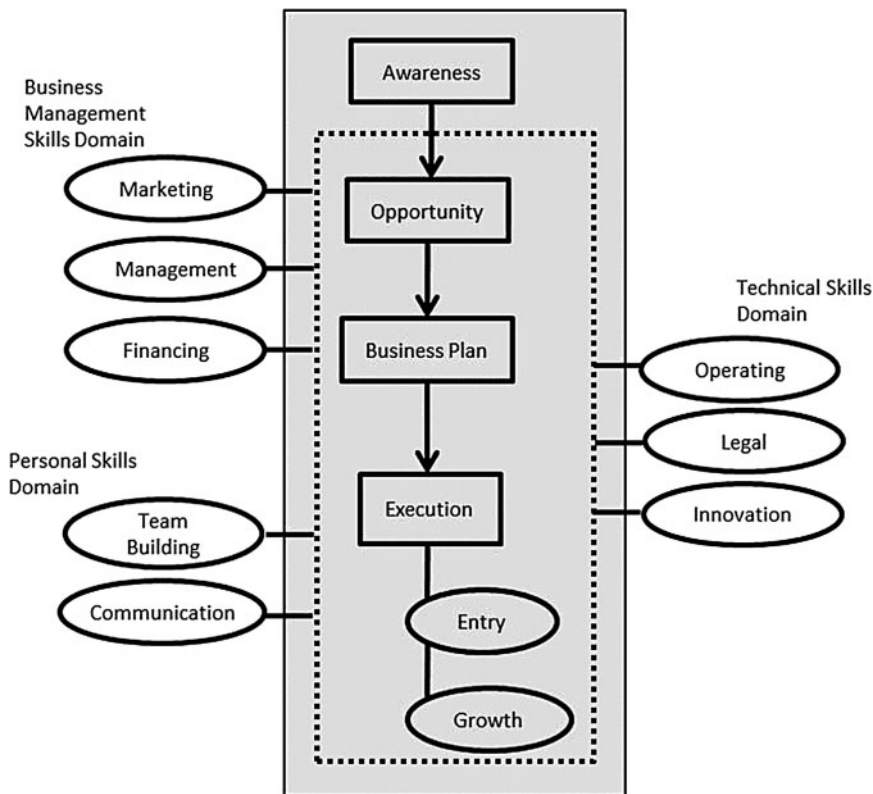 Awareness
Business
Management
Skills Domain
Marketing
Opportunity
Management
Technical Skills
Domain
Financing
Business Plan
Operating
Legal
Personal Skills
Domain
Execution
Innovation
Team
Building
Communication
Entry
Growth